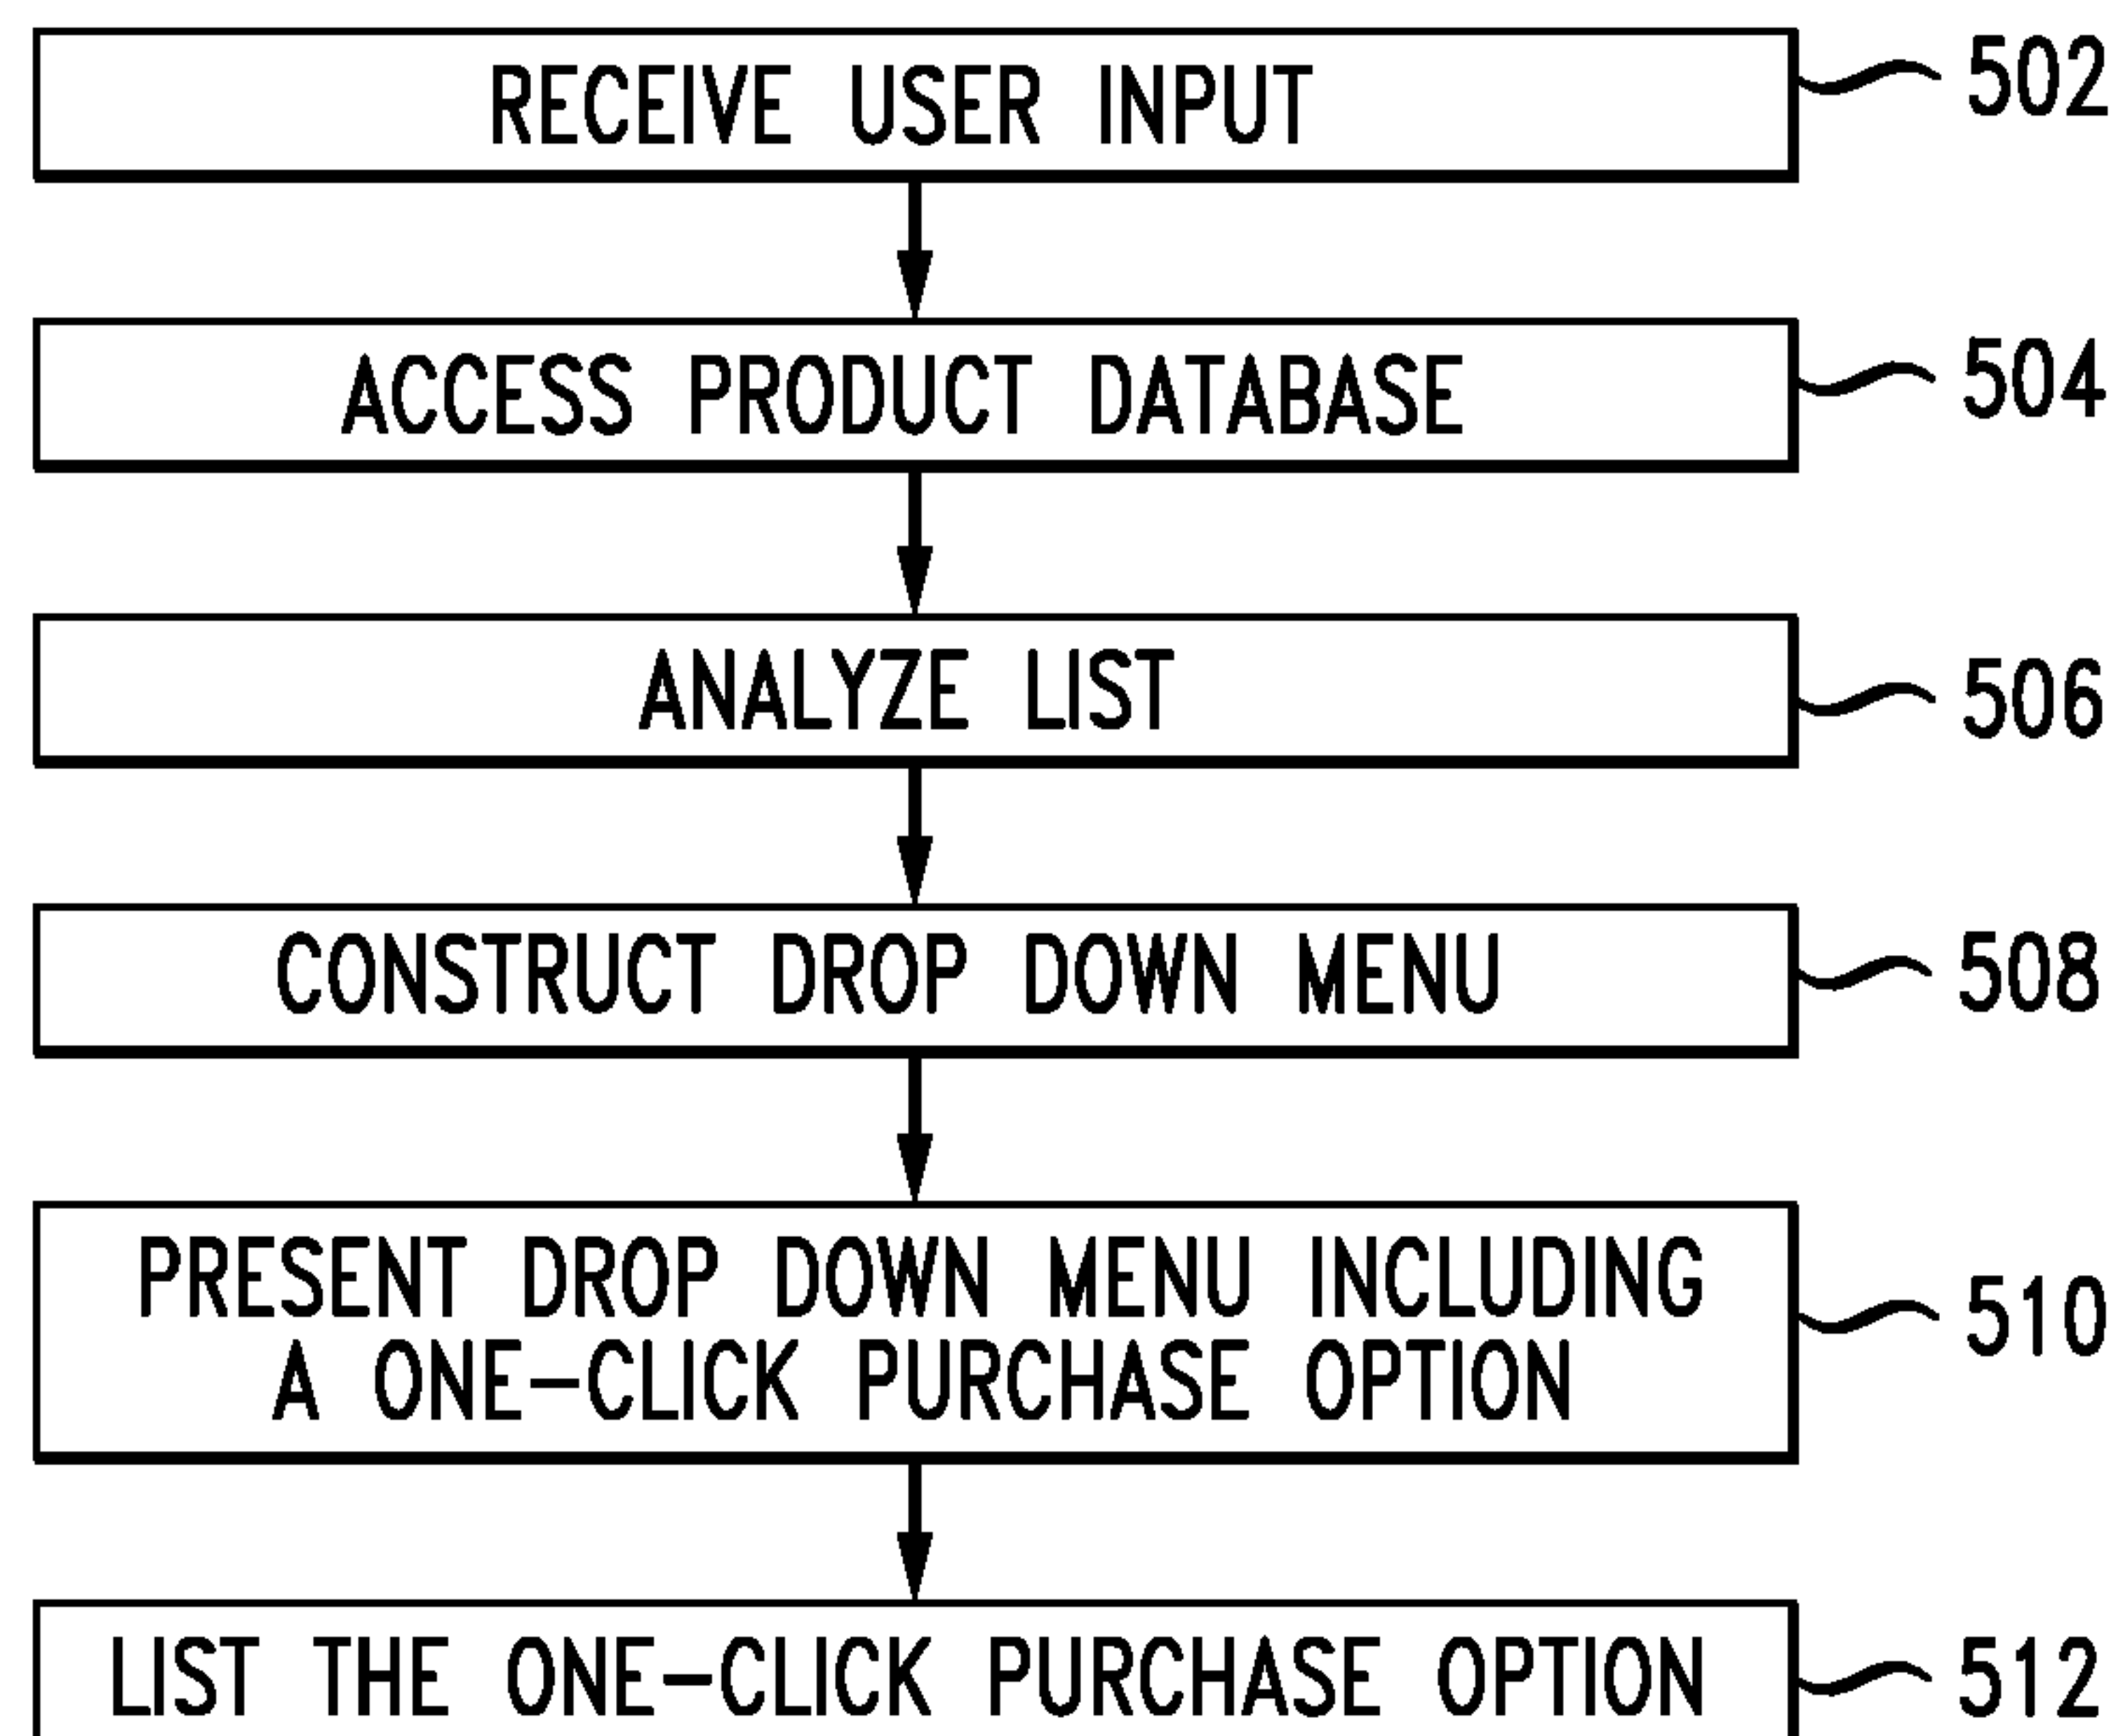 RECEIVE USER INPUT 502
ACCESS PRODUCT DATABASE 504
ANALYZE LIST 506
CONSTRUCT DROP DOWN MENU 508
PRESENT DROP DOWN MENU INCLUDING
A ONE-CLICK PURCHASE OPTION 510
LIST THE ONE-CLICK PURCHASE OPTION 512